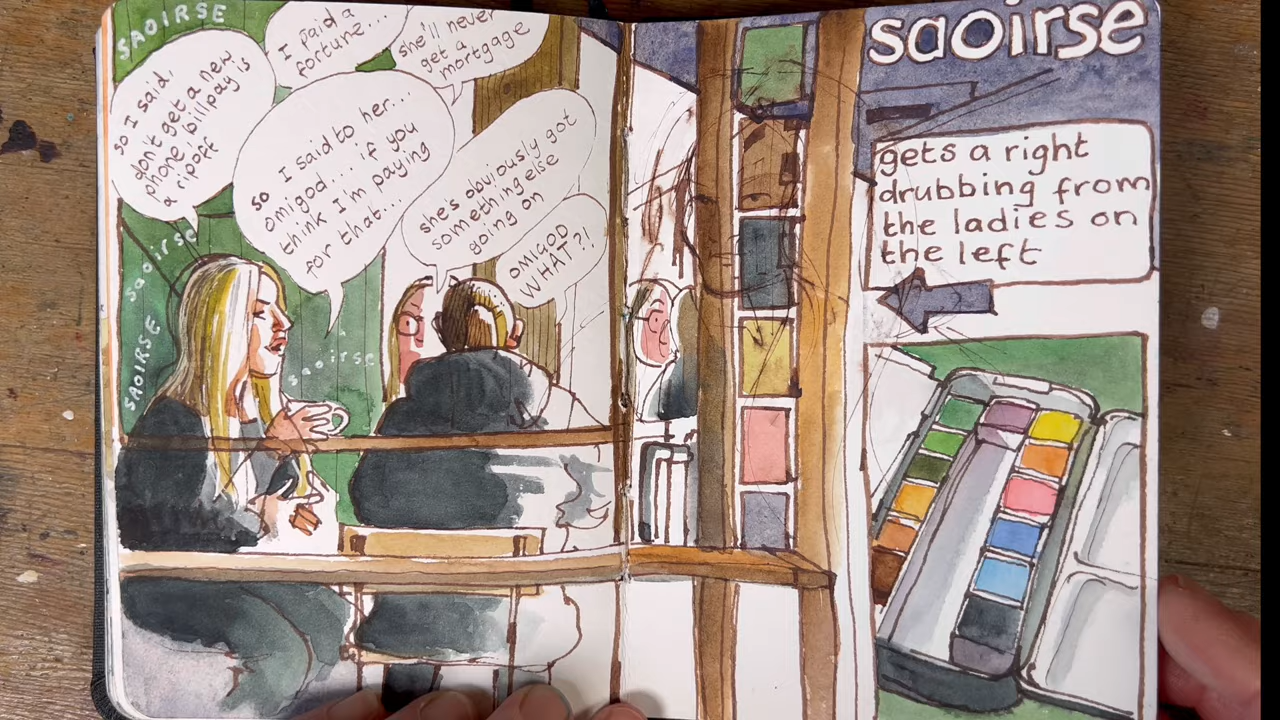 SAOIRSE
so I said,
don't get a new
phone, bill pay is
a ripoff
I paid a
fortune...
she'll never
get a
mortgage
so I said to her...
omigod... if you
think I'm paying
for that...
she's obviously got
something else
going on
OMIGOD
WHAT?!
saoirse
SAOIRSE
saoirse
saoirse
gets a right
drubbing from
the ladies on
the left